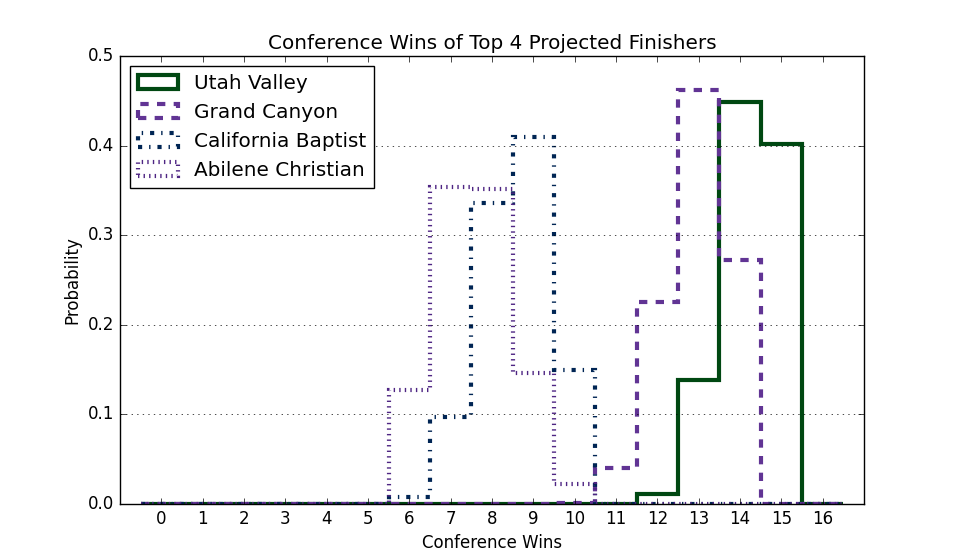 Conference Wins of Top 4 Projected Finishers
0.5
Utah Valley
Grand Canyon
California Baptist
Abilene Christian
0.4
0.3
0.2
0.1
0.0
Probability
0 1 2 3 4 5 6 7 8 9 10 11 12 13 14 15 16
Conference Wins